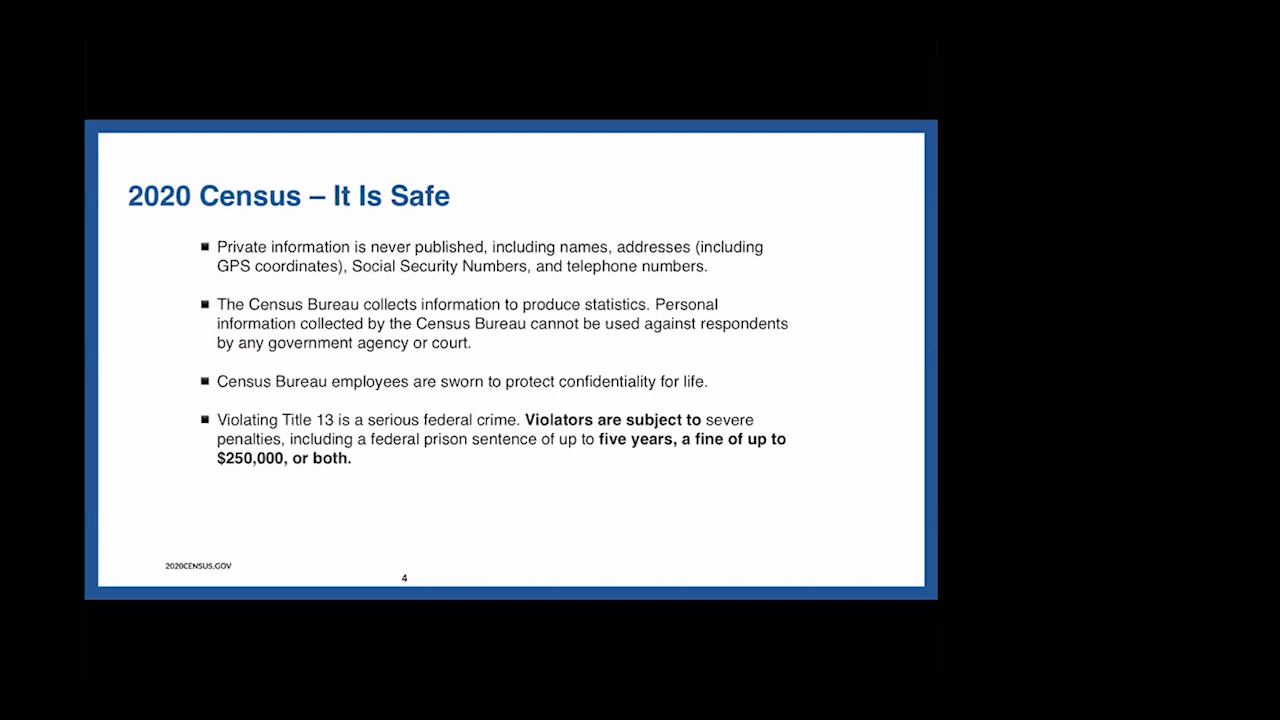 2020 Census – It Is Safe
■ Private information is never published, including names, addresses (including
GPS coordinates), Social Security Numbers, and telephone numbers.
■ The Census Bureau collects information to produce statistics. Personal
information collected by the Census Bureau cannot be used against respondents
by any government agency or court.
■ Census Bureau employees are sworn to protect confidentiality for life.
■ Violating Title 13 is a serious federal crime. Violators are subject to severe
penalties, including a federal prison sentence of up to five years, a fine of up to
$250,000, or both.
2020CENSUS.GOV
4